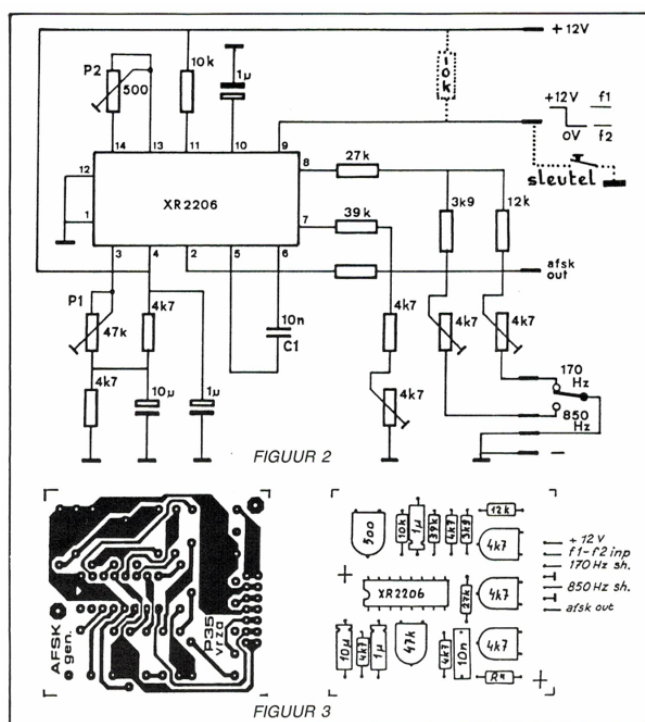 +12V
P2
500
10k
1µ
10k
+12V
f1
0V
f2
sleutel
14
13
11
10
9
12
1
XR2206
8
7
3
4
2
5
6
27k
39k
3k9
12k
afsk
out
P1
47k
4k7
10n
C1
4k7
4k7
4k7
4k7
10µ
1µ
4k7
170
Hz
850
Hz
FIGUUR 2
AFSK
gen.
P35
vrza
500
10k
1µ
39k
4k7
3k9
12k
4k7
XR2206
27k
4k7
10µ
4k7
1µ
47k
4k7
10n
4k7
+12V
f1-f2 inp
170 Hz sh.
850 Hz sh.
afsk out
FIGUUR 3